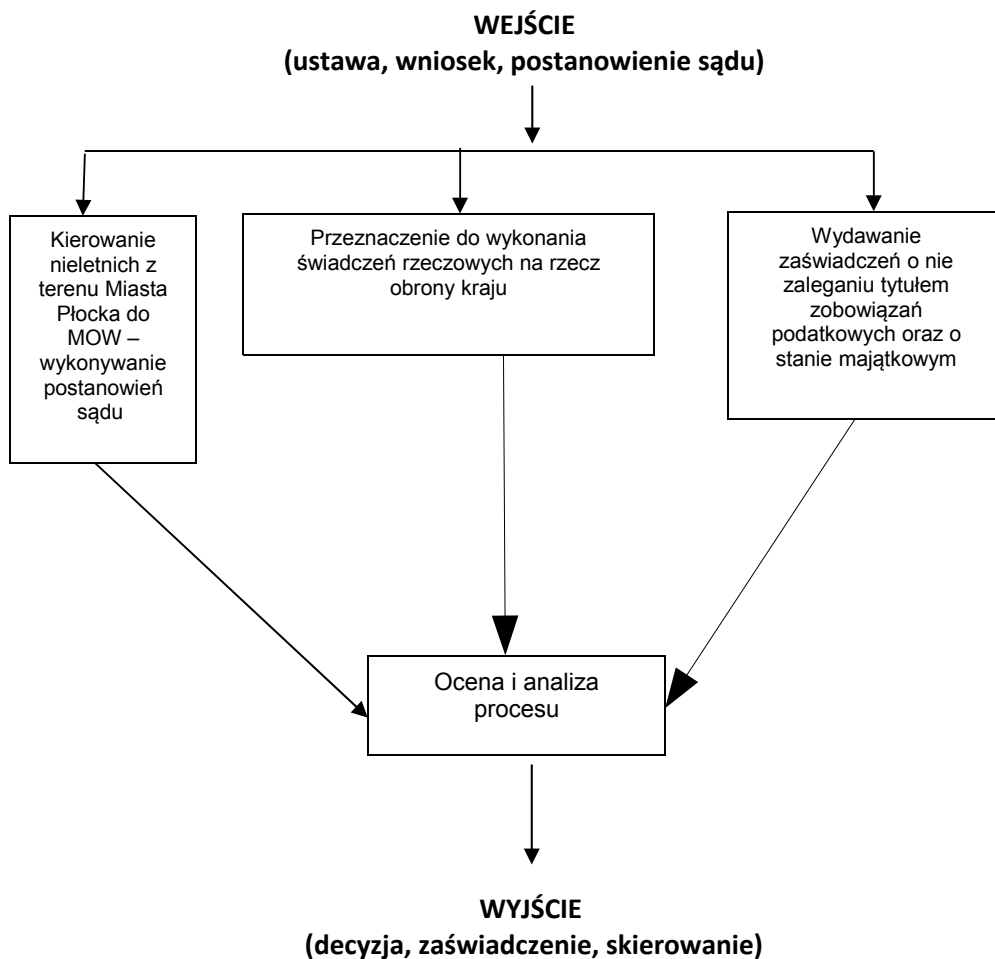 WEJŚCIE
(ustawa, wniosek, postanowienie sądu)
Kierowanie
nieletnich z
terenu Miasta
Płocka do
MOW –
wykonywanie
postanowień
sądu
Przeznaczenie do wykonania
świadczeń rzeczowych na rzecz
obrony kraju
Wydawanie
zaświadczeń o nie
zaleganiu tytułem
zobowiązań
podatkowych oraz o
stanie majątkowym
Ocena i analiza
procesu
WYJŚCIE
(decyzja, zaświadczenie, skierowanie)